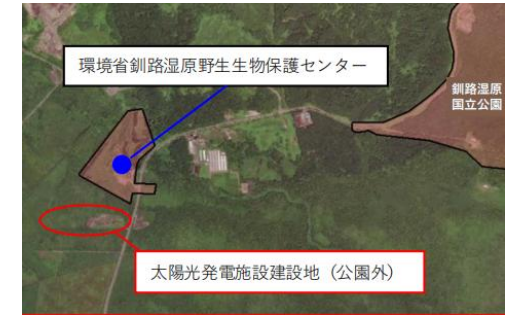 環境省釧路湿原野生生物保護センター
釧路湿原
国立公園
太陽光発電施設建設地（公園外）